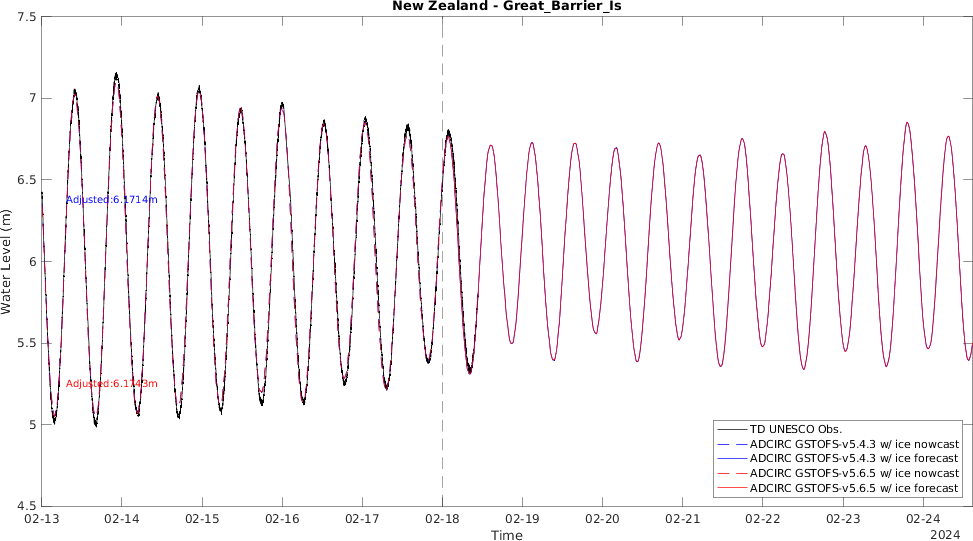 New Zealand - Great_Barrier_Is
7.5
7
6.5
6
5.5
5
4.5
Water Level (m)
Adjusted:6.1714m
Adjusted:6.1743m
TD UNESCO Obs.
ADCIRC GSTOFS-v5.4.3 w/ ice nowcast
ADCIRC GSTOFS-v5.4.3 w/ ice forecast
ADCIRC GSTOFS-v5.6.5 w/ ice nowcast
ADCIRC GSTOFS-v5.6.5 w/ ice forecast
02-13 02-14 02-15 02-16 02-17 02-18 02-19 02-20 02-21 02-22 02-23 02-24
Time
2024